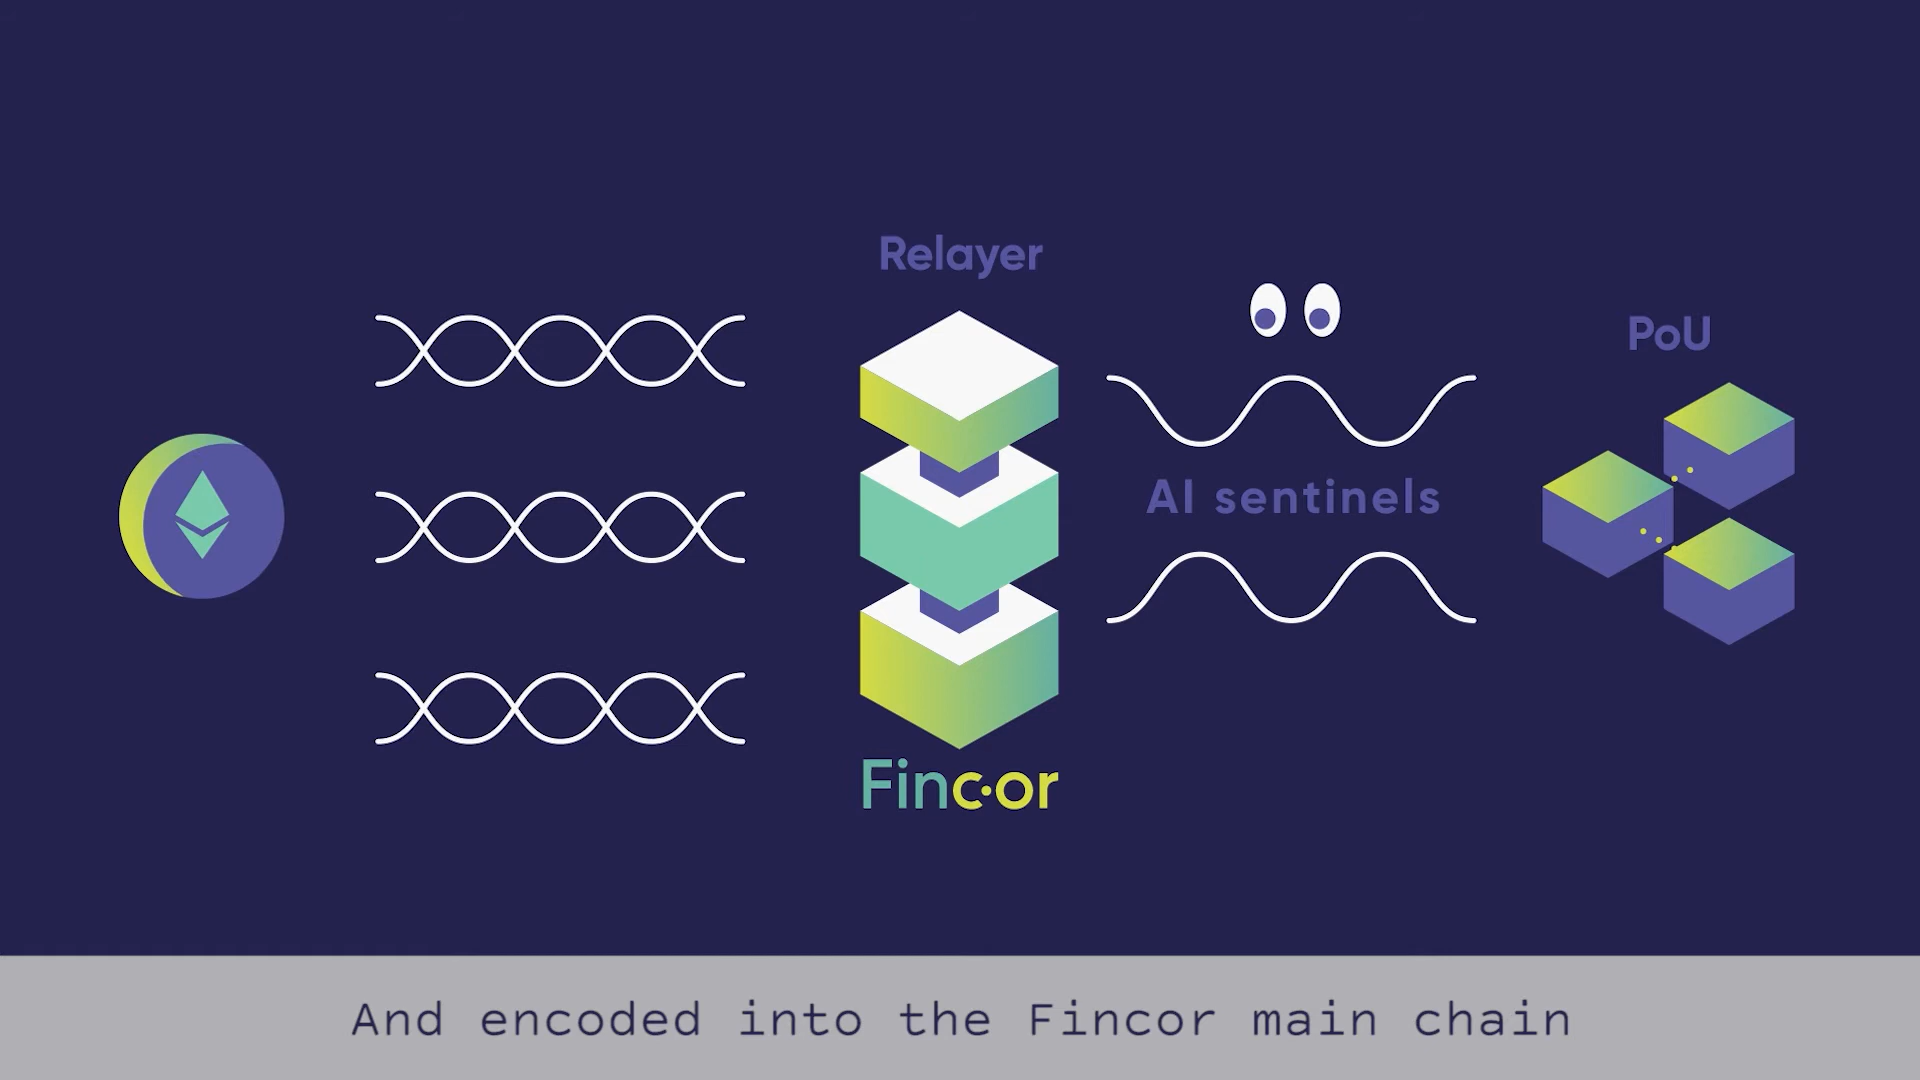 Relayer
PoU
AI sentinels
Fincor
And encoded into the Fincor main chain